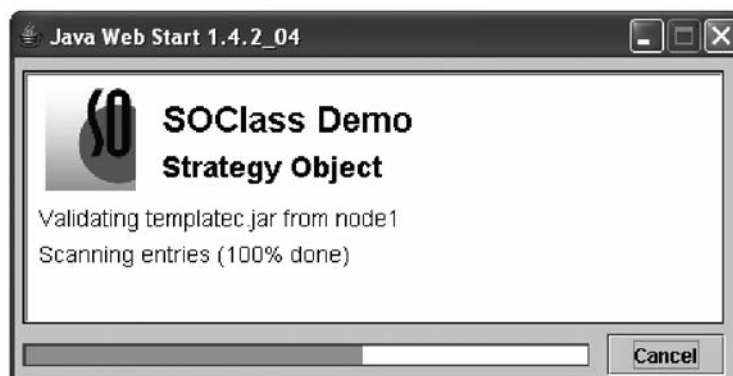 Java Web Start 1.4.2_04
SO
SOClass Demo
Strategy Object
Validating templatec.jar from node1
Scanning entries (100% done)
Cancel